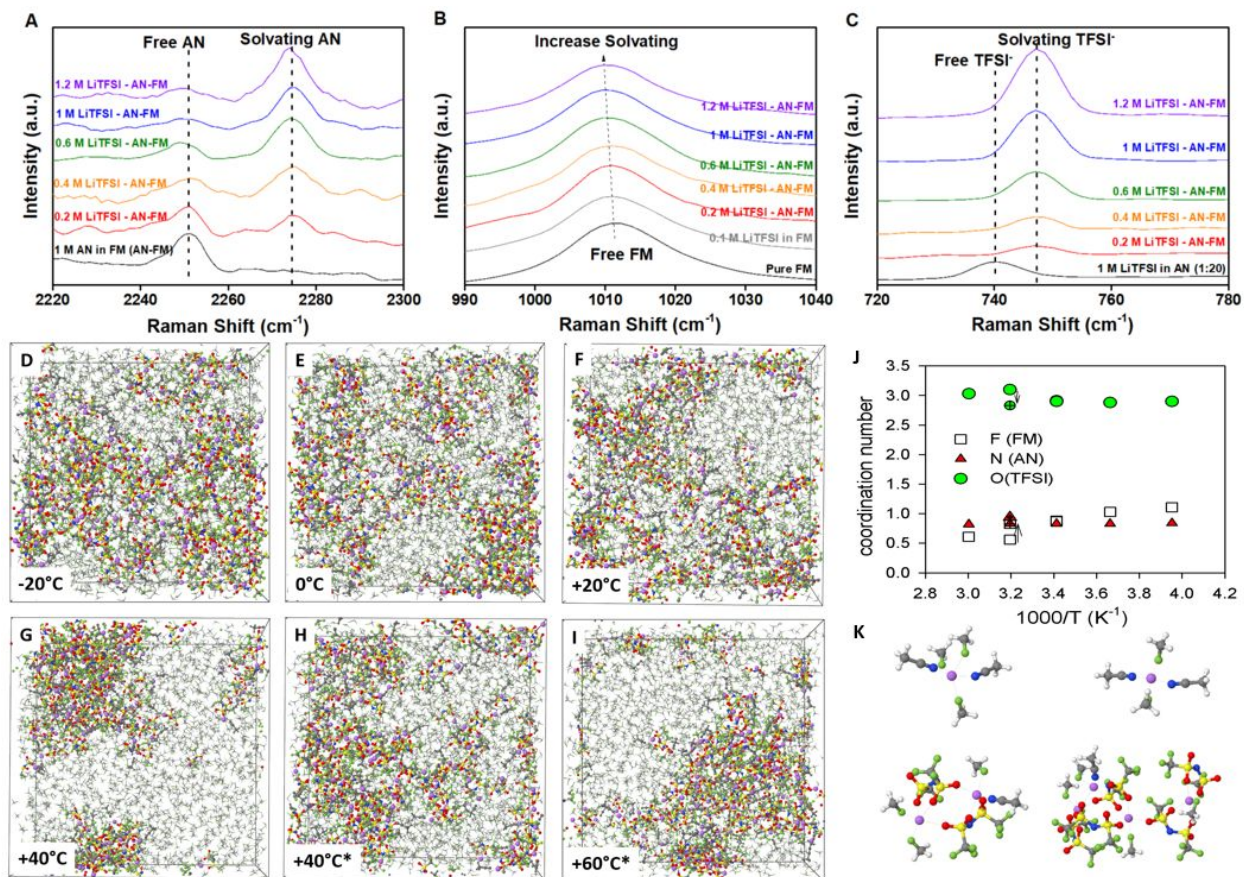 A
Free AN
Solvating AN
1.2 M LiTFSI - AN-FM
1 M LiTFSI - AN-FM
0.6 M LiTFSI - AN-FM
0.4 M LiTFSI - AN-FM
0.2 M LiTFSI - AN-FM
1 M AN in FM (AN-FM)
Intensity (a.u.)
2220 2240 2260 2280 2300
Raman Shift (cm⁻¹)
B
Increase Solvating
1.2 M LiTFSI - AN-FM
1 M LiTFSI - AN-FM
0.6 M LiTFSI - AN-FM
0.4 M LiTFSI - AN-FM
0.2 M LiTFSI - AN-FM
0.1 M LiTFSI in FM
Free FM
Pure FM
Intensity (a.u.)
990 1000 1010 1020 1030 1040
Raman Shift (cm⁻¹)
C
Solvating TFSI⁻
Free TFSI⁻
1.2 M LiTFSI - AN-FM
1 M LiTFSI - AN-FM
0.6 M LiTFSI - AN-FM
0.4 M LiTFSI - AN-FM
0.2 M LiTFSI - AN-FM
1 M LiTFSI in AN (1:20)
Intensity (a.u.)
720 740 760 780
Raman Shift (cm⁻¹)
D
-20°C
E
0°C
F
+20°C
G
+40°C
H
+40°C*
I
+60°C*
J
3.5
3.0
2.5
2.0
1.5
1.0
0.5
0.0
coordination number
F (FM)
N (AN)
O(TFSI)
2.8 3.0 3.2 3.4 3.6 3.8 4.0 4.2
1000/T (K⁻¹)
K